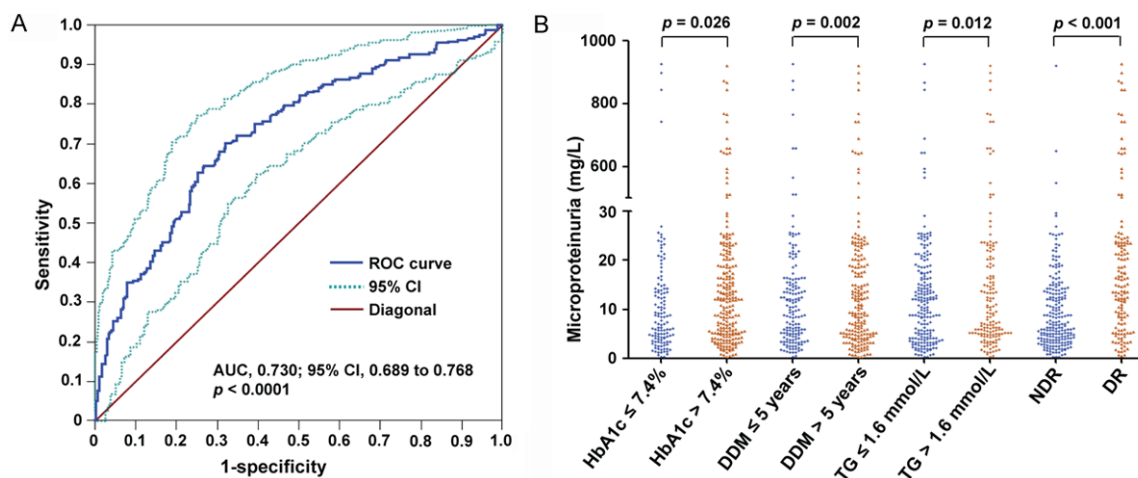 A
Sensitivity
1.0
0.9
0.8
0.7
0.6
0.5
0.4
0.3
0.2
0.1
0
0 0.1 0.2 0.3 0.4 0.5 0.6 0.7 0.8 0.9 1.0
1-specificity
ROC curve
95% CI
Diagonal
AUC, 0.730; 95% CI, 0.689 to 0.768
p < 0.0001
B
p = 0.026 p = 0.002 p = 0.012 p < 0.001
Microproteinuria (mg/L)
1000
800
600
30
20
10
0
HbA1c ≤ 7.4%
HbA1c > 7.4%
DDM ≤ 5 years
DDM > 5 years
TG ≤ 1.6 mmol/L
TG > 1.6 mmol/L
NDR
DR